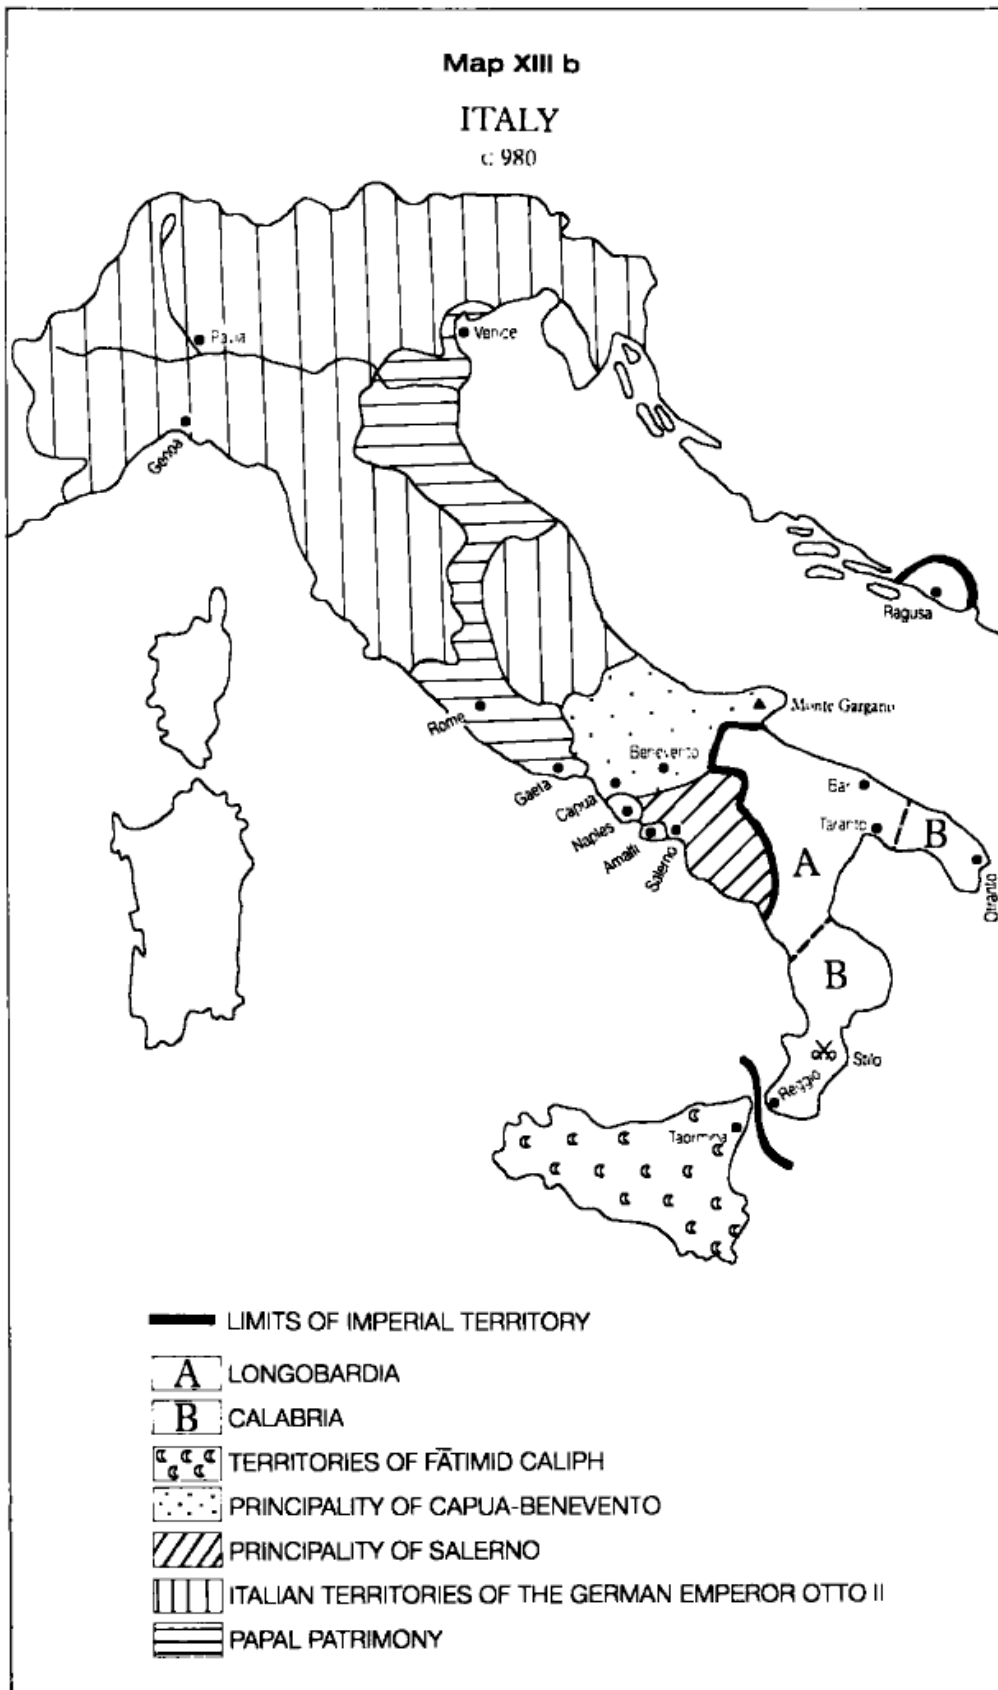 Map XIII b
ITALY
c. 980
Pavia
Venice
Genoa
Ragusa
Rome
Monte Gargano
Benevento
Gaeta
Capua
Bari
Naples
Taranto
B
Amalfi
Salerno
A
Otranto
B
Stilo
Reggio
Taormina
LIMITS OF IMPERIAL TERRITORY
A LONGOBARDIA
B CALABRIA
TERRITORIES OF FĀTIMID CALIPH
PRINCIPALITY OF CAPUA-BENEVENTO
PRINCIPALITY OF SALERNO
ITALIAN TERRITORIES OF THE GERMAN EMPEROR OTTO II
PAPAL PATRIMONY